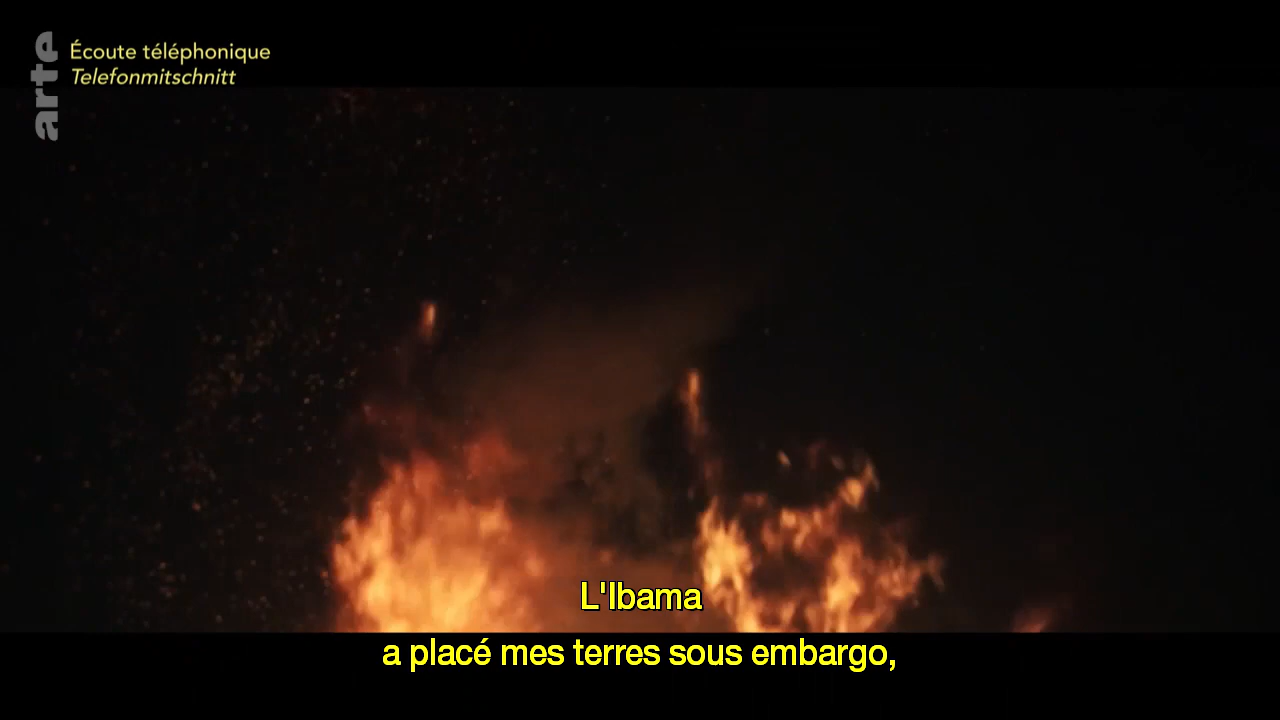 arte
Écoute téléphonique
Telefonmitschnitt
L'Ibama
a placé mes terres sous embargo,